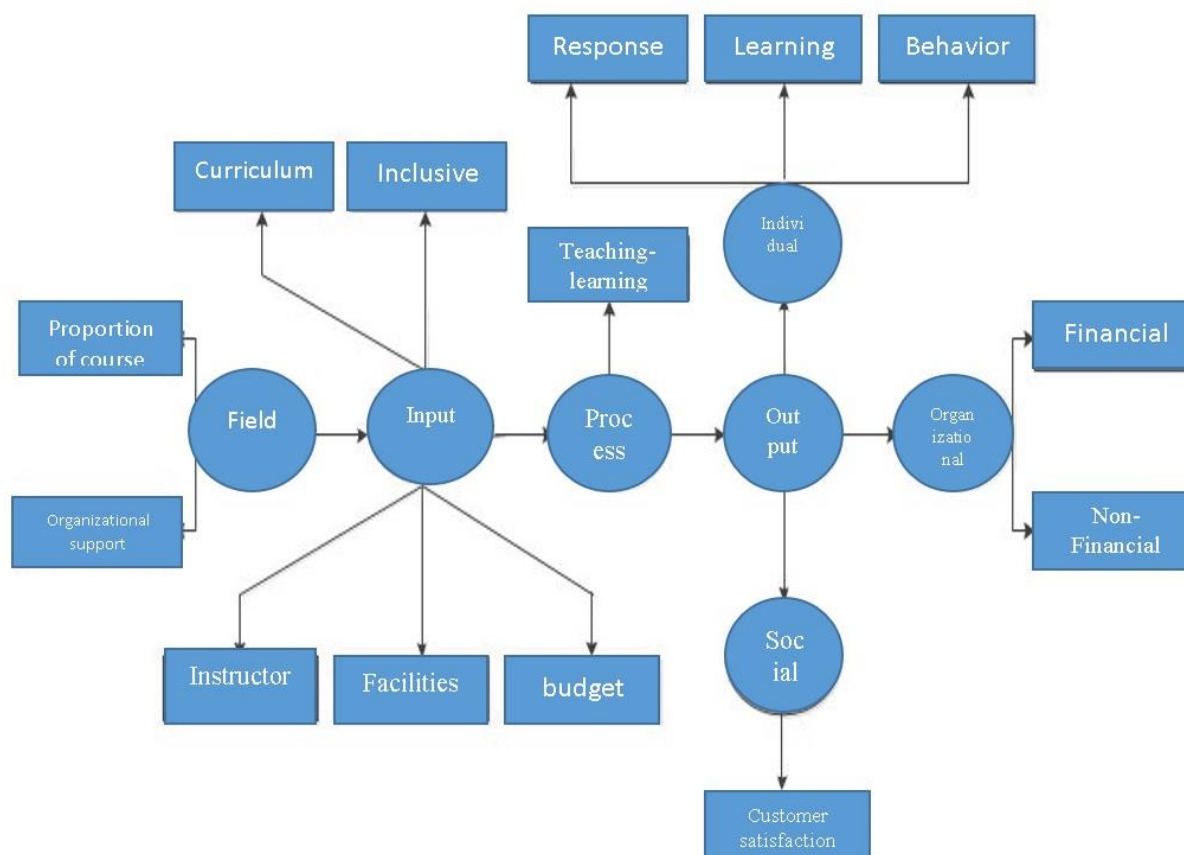 Response
Learning
Behavior
Curriculum
Inclusive
Indivi
dual
Teaching-
learning
Proportion
of course
Financial
Field
Input
Proc
ess
Out
put
Organ
izatio
nal
Organizational
support
Non-
Financial
Instructor
Facilities
budget
Soc
ial
Customer
satisfaction